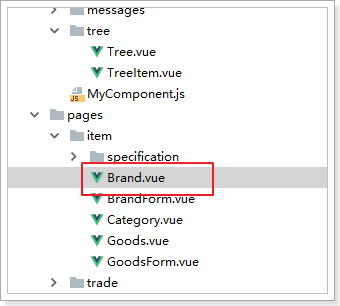 messages
tree
Tree.vue
TreeItem.vue
JS MyComponent.js
pages
item
specification
Brand.vue
BrandForm.vue
Category.vue
Goods.vue
GoodsForm.vue
trade